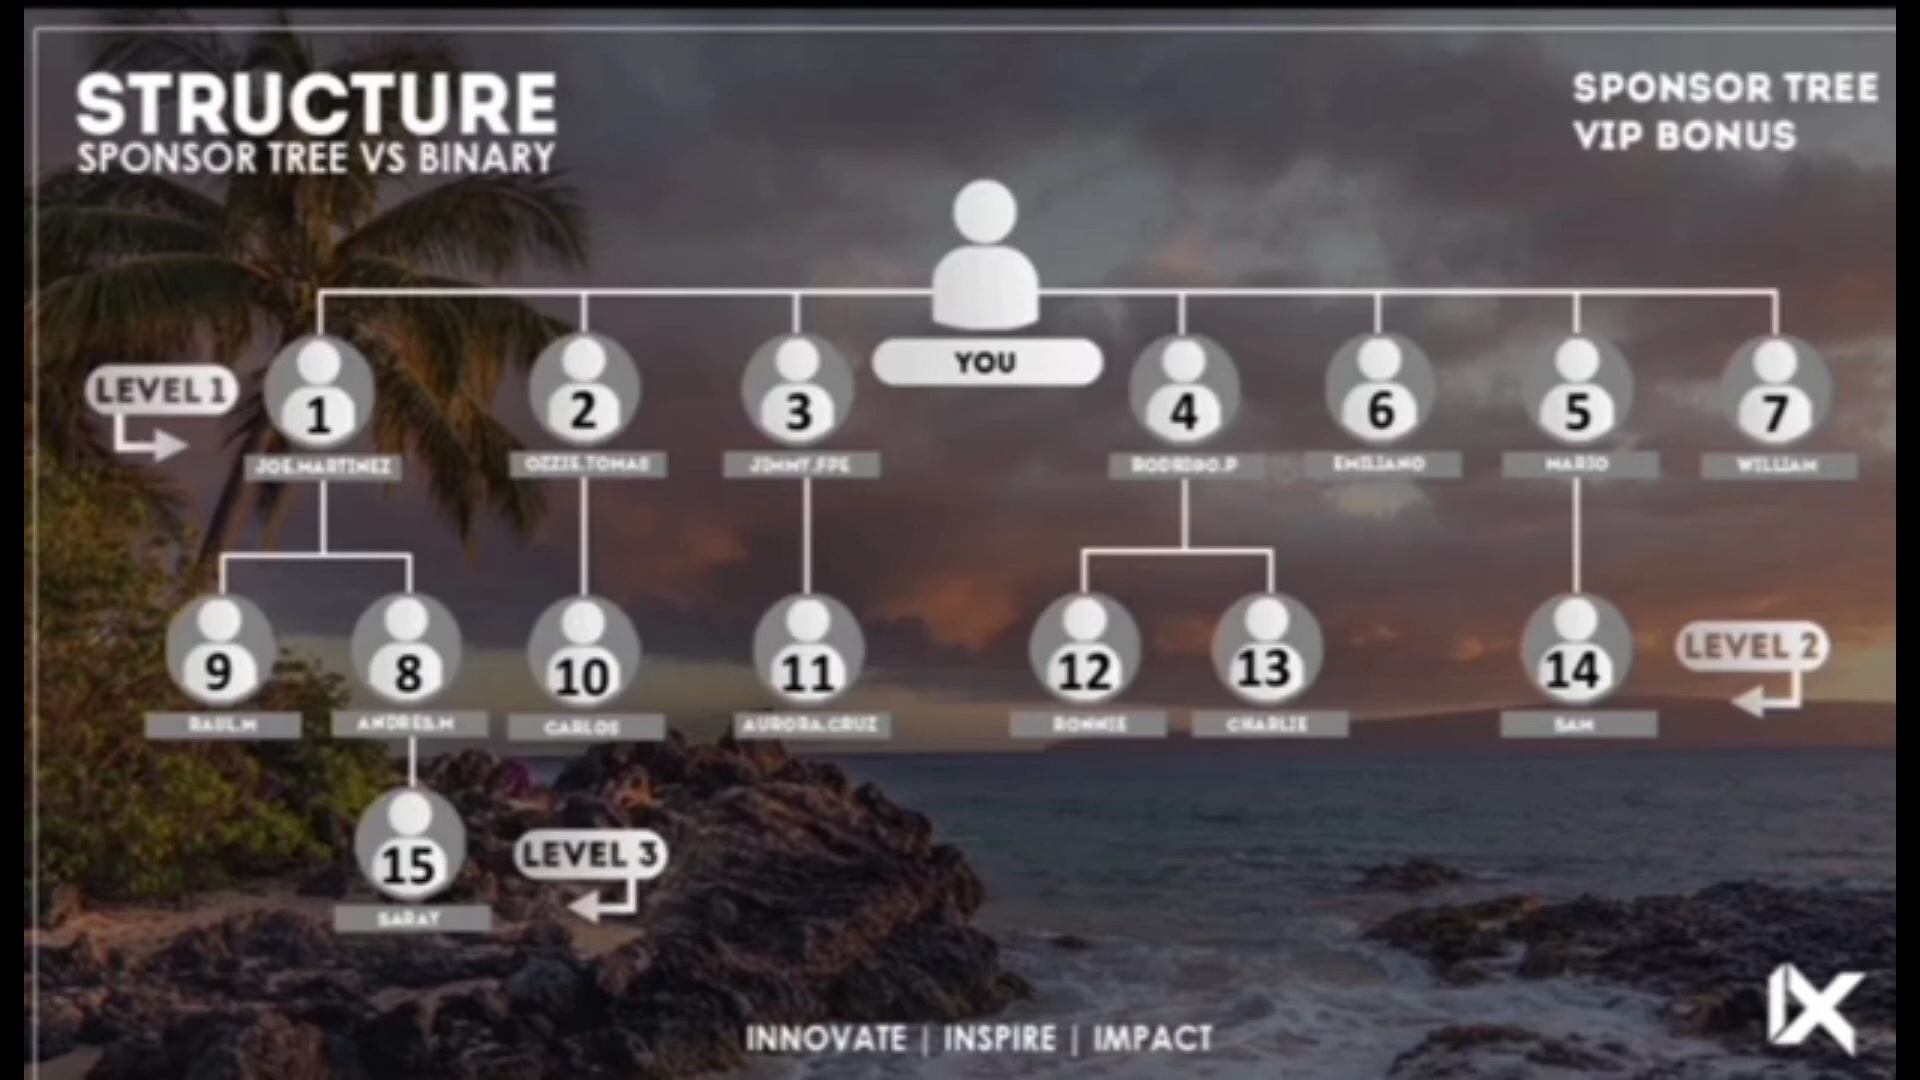 STRUCTURE
SPONSOR TREE VS BINARY
SPONSOR TREE
VIP BONUS
YOU
LEVEL 1
1
2
3
4
6
5
7
JOE.MARTINEZ
OZZIE.TOMAS
JIMMY.FPE
RODRIGO.P
EMILIANO
MARIO
WILLIAM
9
8
10
11
12
13
14
LEVEL 2
RAUL.M
ANDRES.M
CARLOS
AURORA.CRUZ
RONNIE
CHARLIE
SAM
15
LEVEL 3
SARAY
INNOVATE | INSPIRE | IMPACT
IX